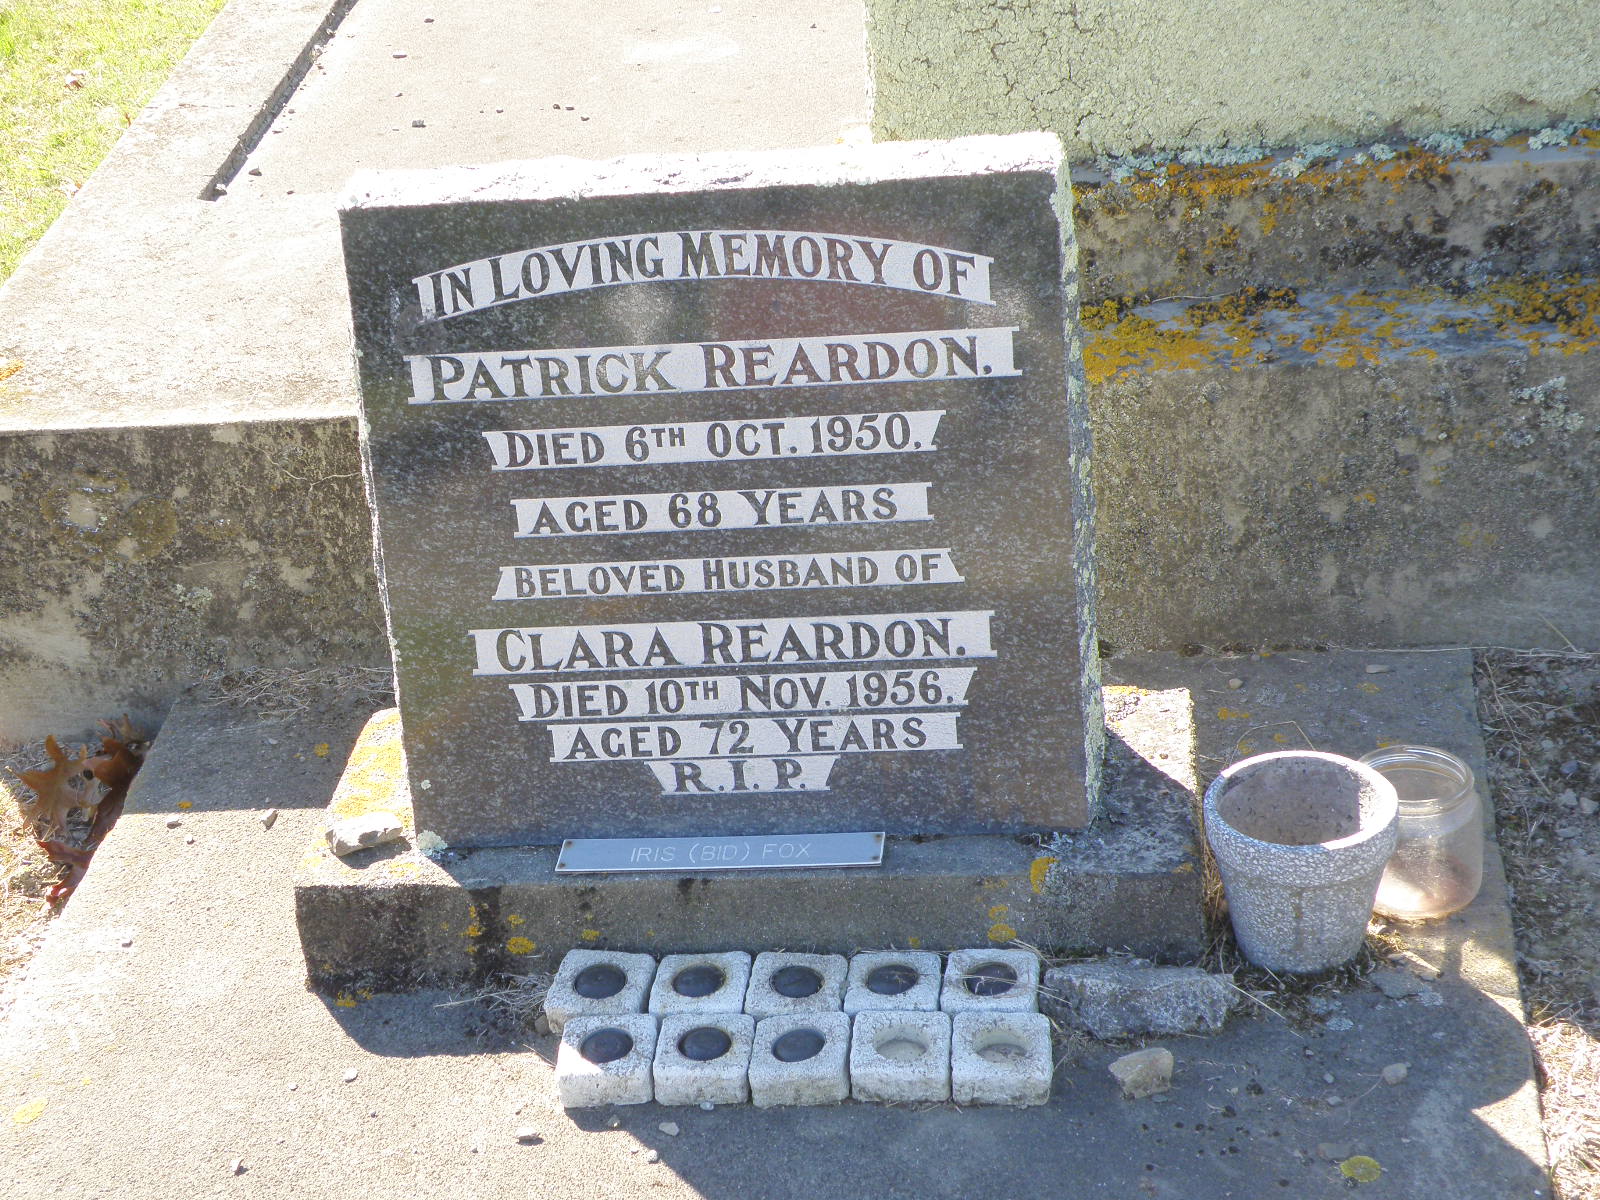 IN LOVING MEMORY OF
PATRICK REARDON.
DIED 6TH OCT. 1950,
AGED 68 YEARS
BELOVED HUSBAND OF
CLARA REARDON.
DIED 10TH NOV. 1956.
AGED 72 YEARS
R.I.P.
IRIS (BID) FOX